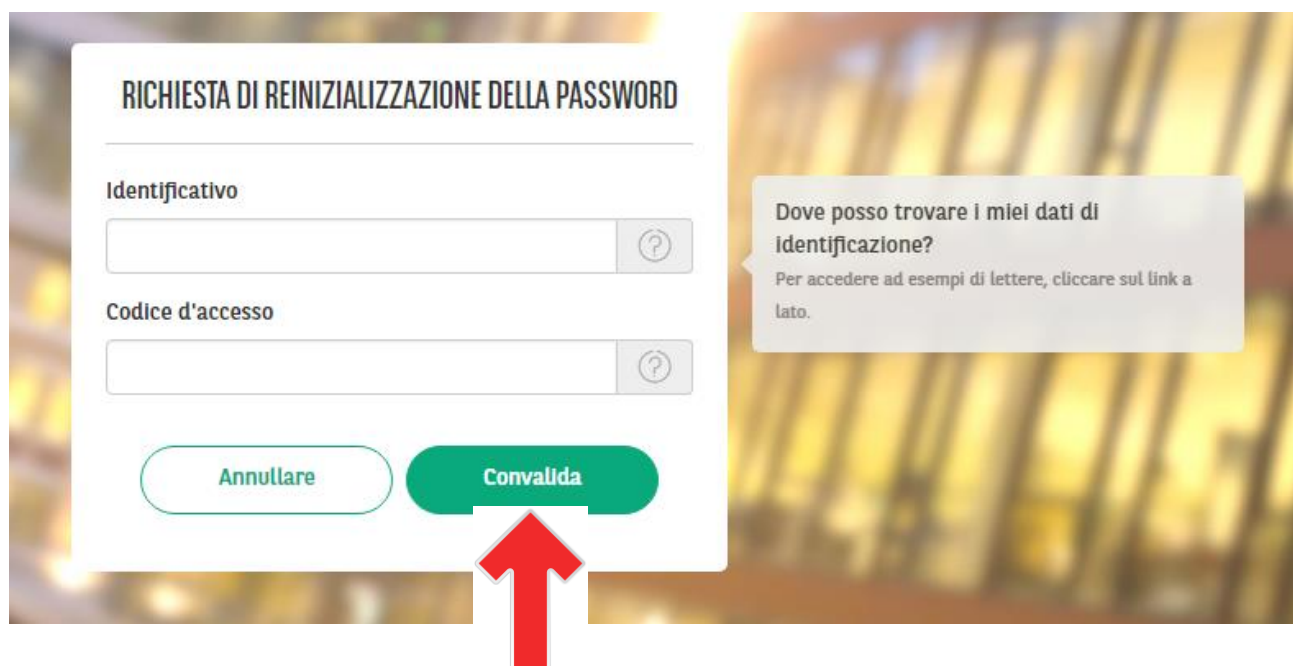 RICHIESTA DI REINIZIALIZZAZIONE DELLA PASSWORD
Identificativo
Codice d'accesso
Annullare
Convalida
Dove posso trovare i miei dati di
identificazione?
Per accedere ad esempi di lettere, cliccare sul link a
lato.